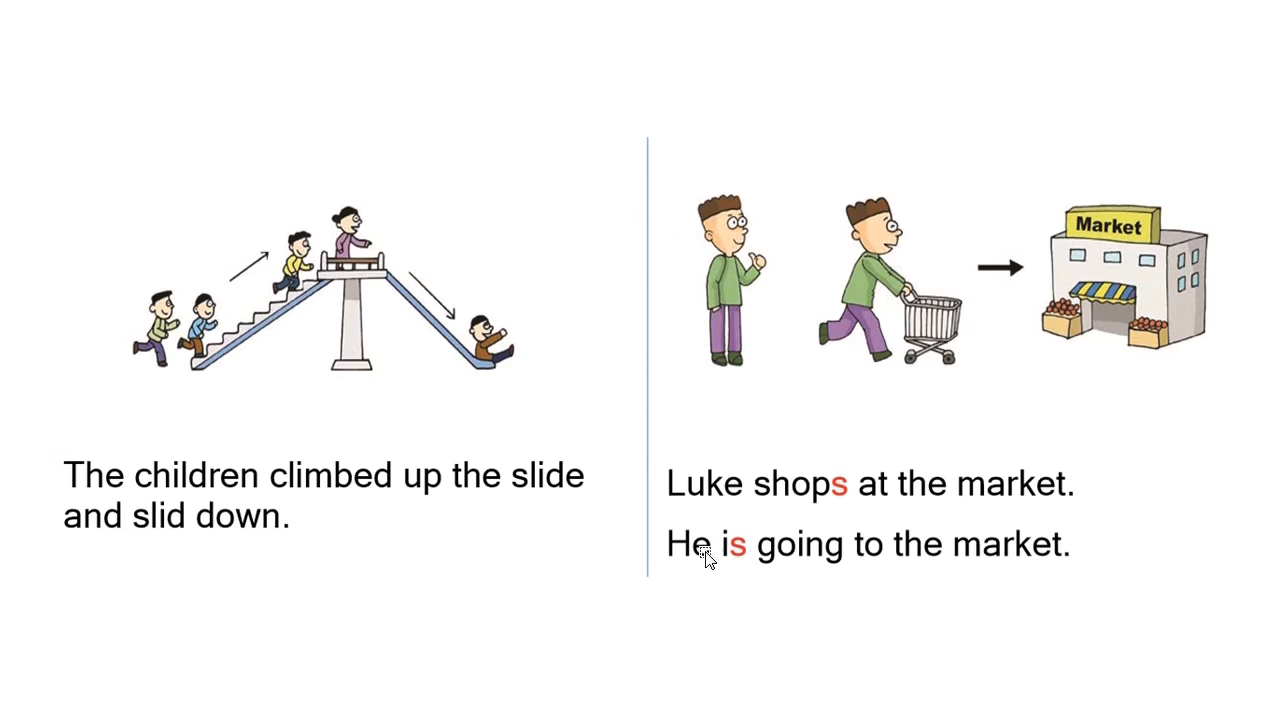 Market
The children climbed up the slide
and slid down.
Luke shops at the market.
He is going to the market.